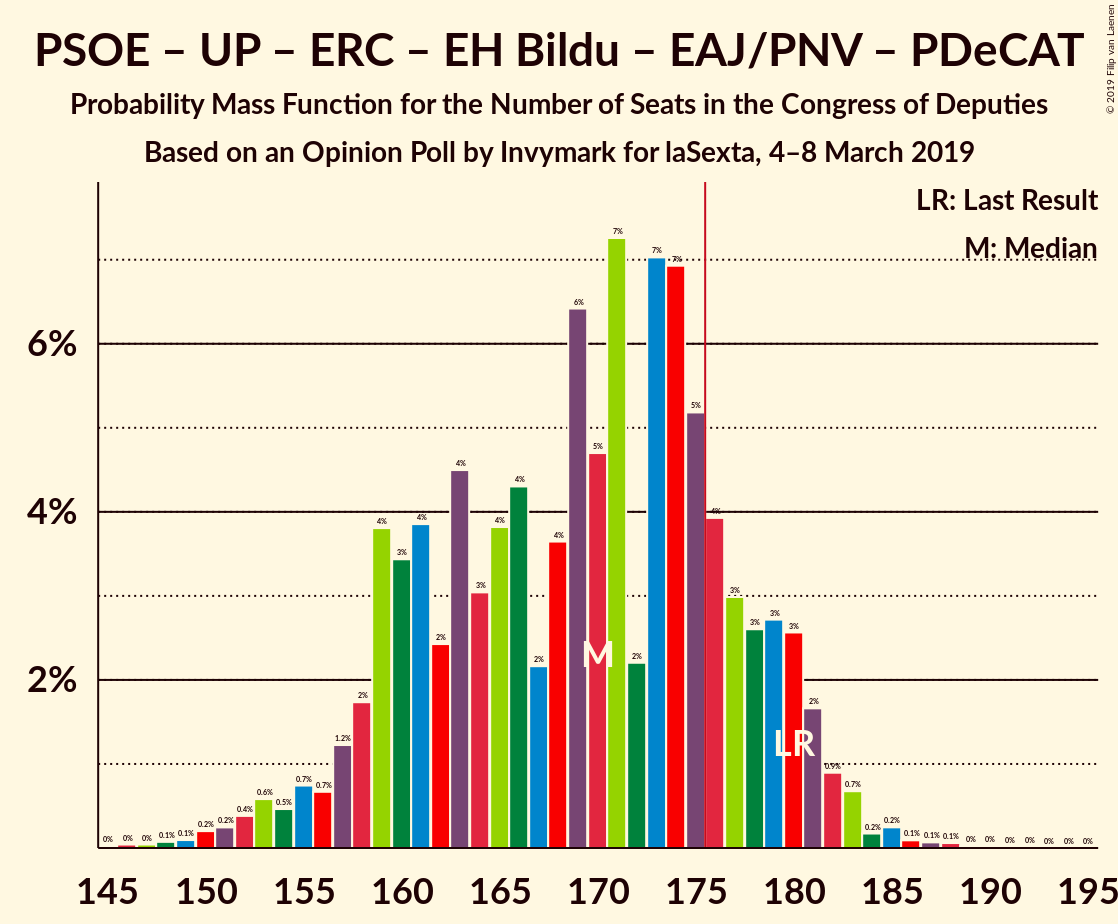 PSOE – UP – ERC – EH Bildu – EAJ/PNV – PDeCAT
Probability Mass Function for the Number of Seats in the Congress of Deputies
Based on an Opinion Poll by Invymark for laSexta, 4–8 March 2019
© 2019 Filip van Laenen
LR: Last Result
M: Median
6%
4%
2%
0% 0% 0% 0.1% 0.1% 0.2% 0.2% 0.4% 0.6% 0.5% 0.7% 0.7% 1.2% 2% 4% 3% 4% 2% 4% 3% 4% 4% 2% 4% 6% 5% 7% 2% 7% 7% 5% 4% 3% 3% 3% 3% 2% 0.9% 0.7% 0.2% 0.2% 0.1% 0.1% 0.1% 0% 0% 0% 0% 0% 0% 0%
M
LR
145 150 155 160 165 170 175 180 185 190 195